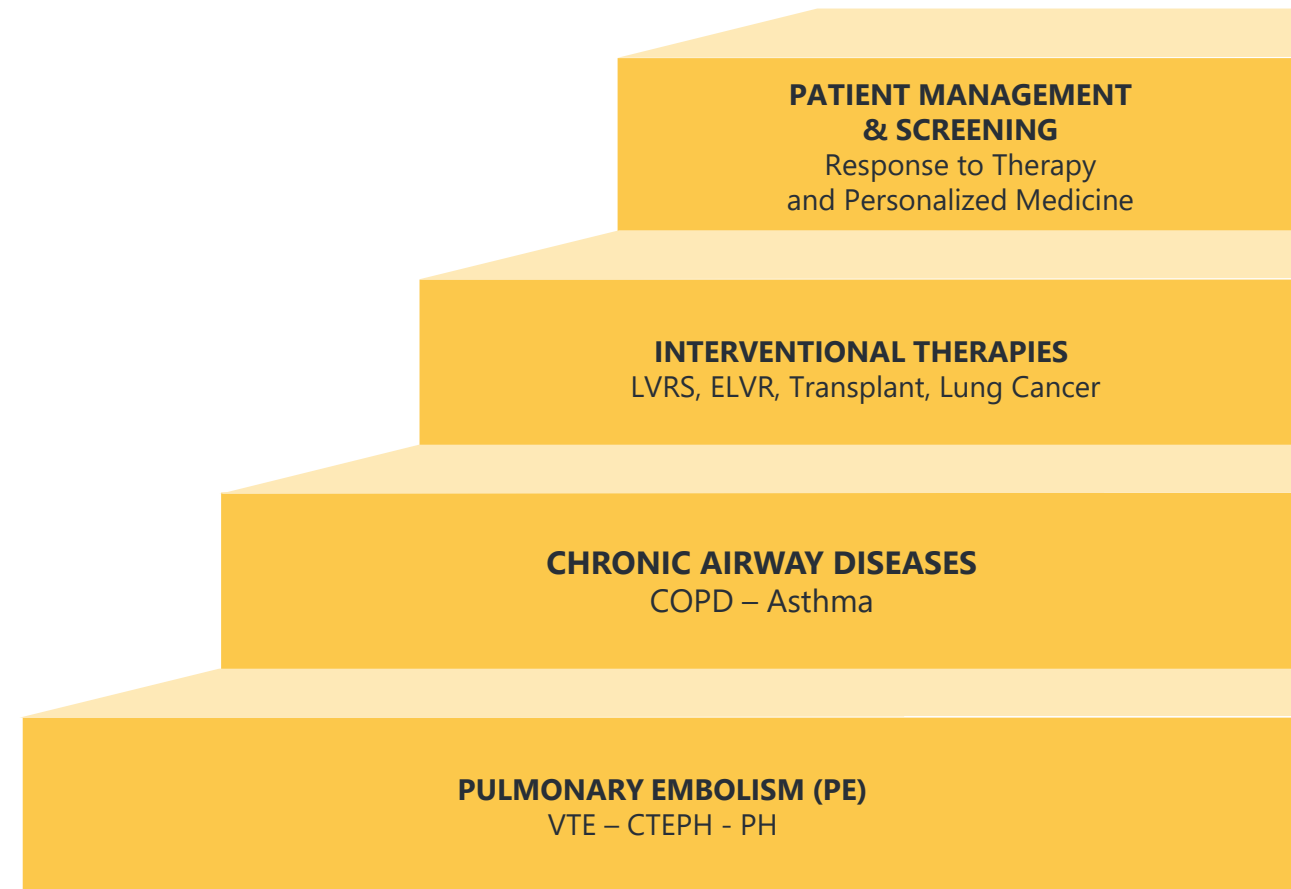 PATIENT MANAGEMENT
& SCREENING
Response to Therapy
and Personalized Medicine
INTERVENTIONAL THERAPIES
LVRS, ELVR, Transplant, Lung Cancer
CHRONIC AIRWAY DISEASES
COPD – Asthma
PULMONARY EMBOLISM (PE)
VTE – CTEPH - PH